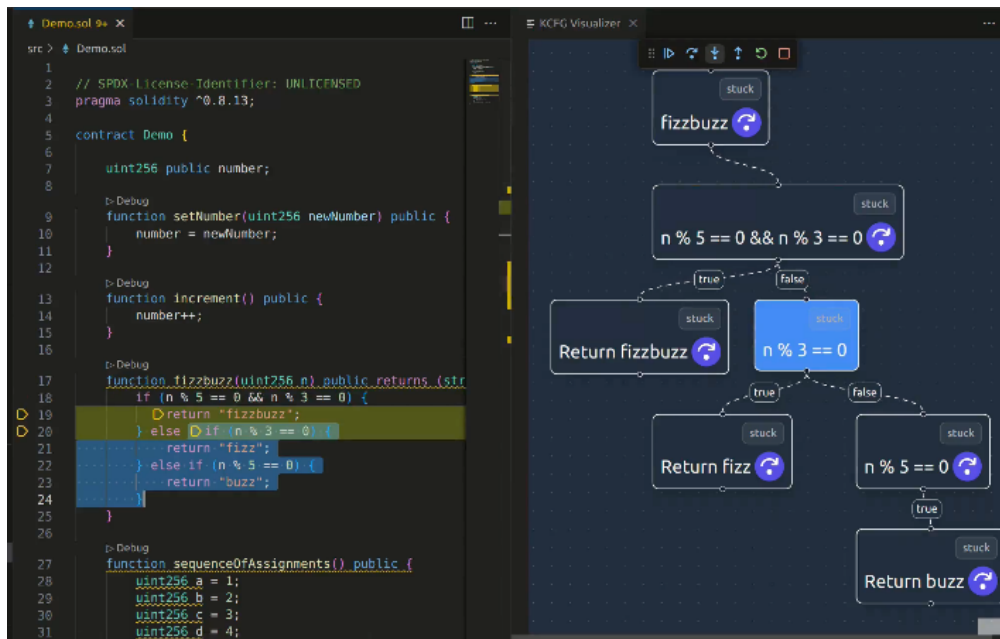 Demo.sol 9+
src > Demo.sol
1
2 // SPDX-License-Identifier: UNLICENSED
3 pragma solidity ^0.8.13;
4
5 contract Demo {
6
7 uint256 public number;
8
Debug
9 function setNumber(uint256 newNumber) public {
10 number = newNumber;
11 }
12
Debug
13 function increment() public {
14 number++;
15 }
16
Debug
17 function fizzbuzz(uint256 n) public returns (str
18 if (n % 5 == 0 && n % 3 == 0) {
19 return "fizzbuzz";
20 } else if (n % 3 == 0) {
21 return "fizz";
22 } else if (n % 5 == 0) {
23 return "buzz";
24 }
25 }
26
Debug
27 function sequenceOfAssignments() public {
28 uint256 a = 1;
29 uint256 b = 2;
30 uint256 c = 3;
31 uint256 d = 4;
KCFG Visualizer
stuck
fizzbuzz
stuck
n % 5 == 0 && n % 3 == 0
true
false
stuck
Return fizzbuzz
stuck
n % 3 == 0
true
false
stuck
Return fizz
stuck
n % 5 == 0
true
stuck
Return buzz